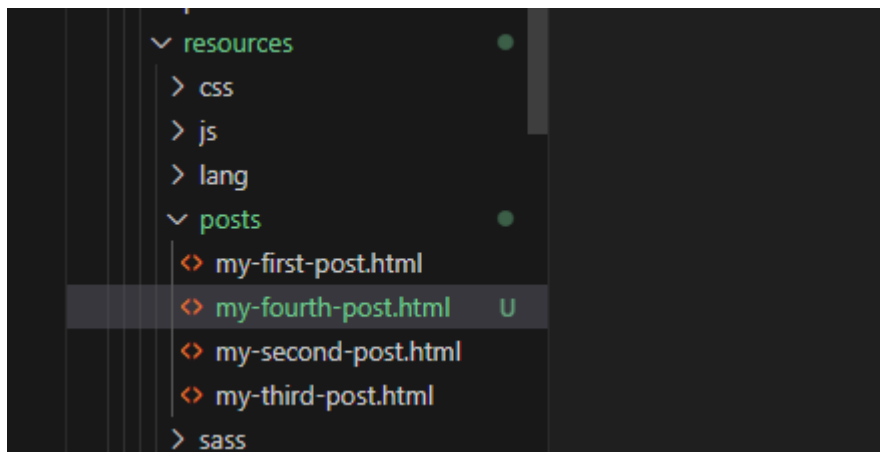 resources
css
js
lang
posts
my-first-post.html
my-fourth-post.html U
my-second-post.html
my-third-post.html
sass